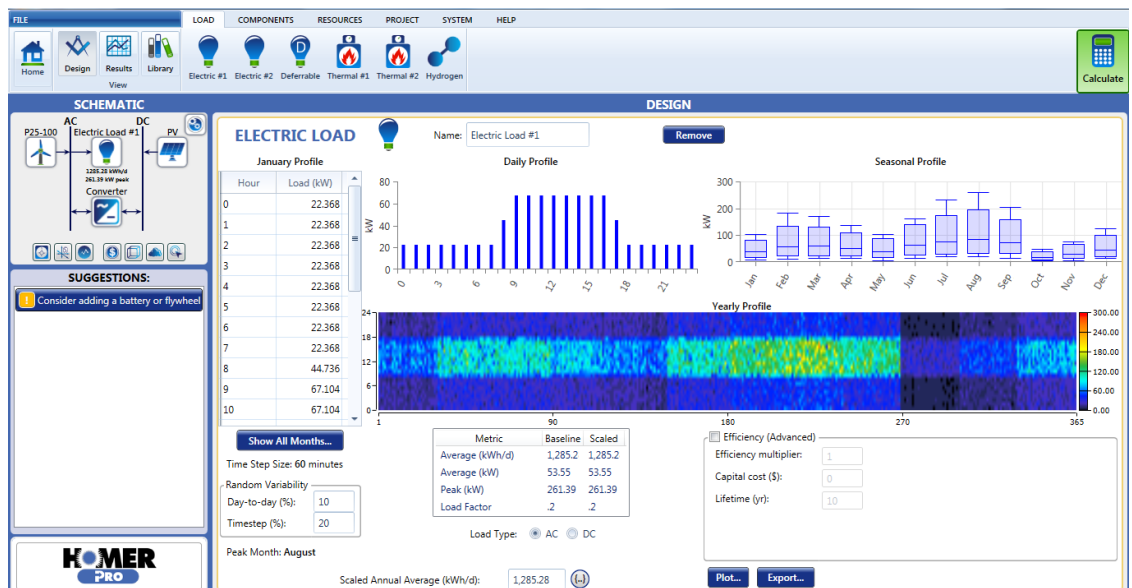 FILE
LOAD COMPONENTS RESOURCES PROJECT SYSTEM HELP
Home
Design Results Library
View
Electric #1 Electric #2 Deferrable Thermal #1 Thermal #2 Hydrogen
D
Calculate
SCHEMATIC
AC DC
P25-100 Electric Load #1 PV
1285.28 kWh/d
261.39 kW peak
Converter
SUGGESTIONS:
! Consider adding a battery or flywheel
HOMER
PRO
DESIGN
ELECTRIC LOAD
Name: Electric Load #1
Remove
January Profile
Hour Load (kW)
0 22.368
1 22.368
2 22.368
3 22.368
4 22.368
5 22.368
6 22.368
7 22.368
8 44.736
9 67.104
10 67.104
Show All Months...
Time Step Size: 60 minutes
Random Variability
Day-to-day (%): 10
Timestep (%): 20
Peak Month: August
Daily Profile
kW
80
60
40
20
0
0 3 6 9 12 15 18 21
Seasonal Profile
kW
300
200
100
0
Jan Feb Mar Apr May Jun Jul Aug Sep Oct Nov Dec
Yearly Profile
24
18
12
6
0
1 90 180 270 365
300.00
240.00
180.00
120.00
60.00
0.00
Metric Baseline Scaled
Average (kWh/d) 1,285.2 1,285.2
Average (kW) 53.55 53.55
Peak (kW) 261.39 261.39
Load Factor .2 .2
Load Type: AC DC
Scaled Annual Average (kWh/d): 1,285.28 {..}
Efficiency (Advanced)
Efficiency multiplier: 1
Capital cost ($): 0
Lifetime (yr): 10
Plot... Export...